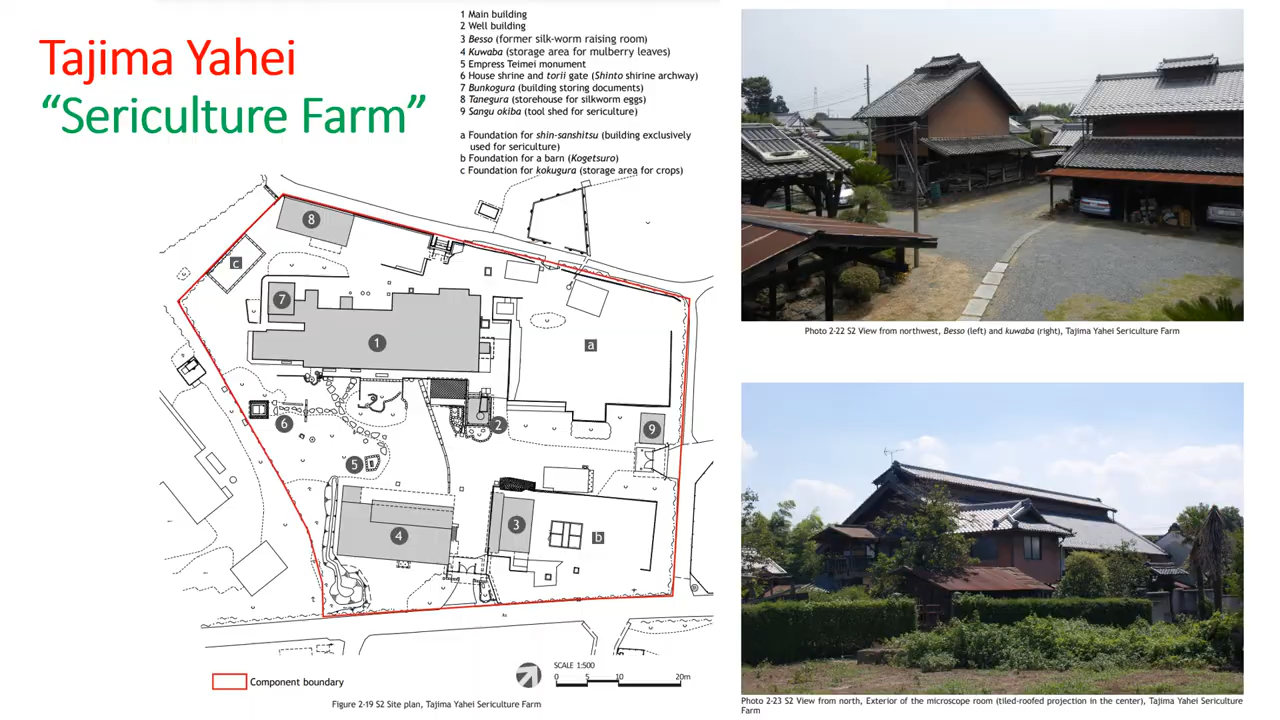 Tajima Yahei
“Sericulture Farm”
1 Main building
2 Well building
3 Besso (former silk-worm raising room)
4 Kuwaba (storage area for mulberry leaves)
5 Empress Teimei monument
6 House shrine and torii gate (Shinto shrine archway)
7 Bunkogura (building storing documents)
8 Tanegura (storehouse for silkworm eggs)
9 Sangu okiba (tool shed for sericulture)
a Foundation for shin-sanshitsu (building exclusively
used for sericulture)
b Foundation for a barn (Kogetsuro)
c Foundation for kokugura (storage area for crops)
8
c
7
1
a
6
2
9
5
4
3
b
Component boundary
SCALE 1:500
0 5 10 20m
Figure 2-19 S2 Site plan, Tajima Yahei Sericulture Farm
Photo 2-22 S2 View from northwest, Besso (left) and kuwaba (right), Tajima Yahei Sericulture Farm
Photo 2-23 S2 View from north, Exterior of the microscope room (tiled-roofed projection in the center), Tajima Yahei Sericulture
Farm